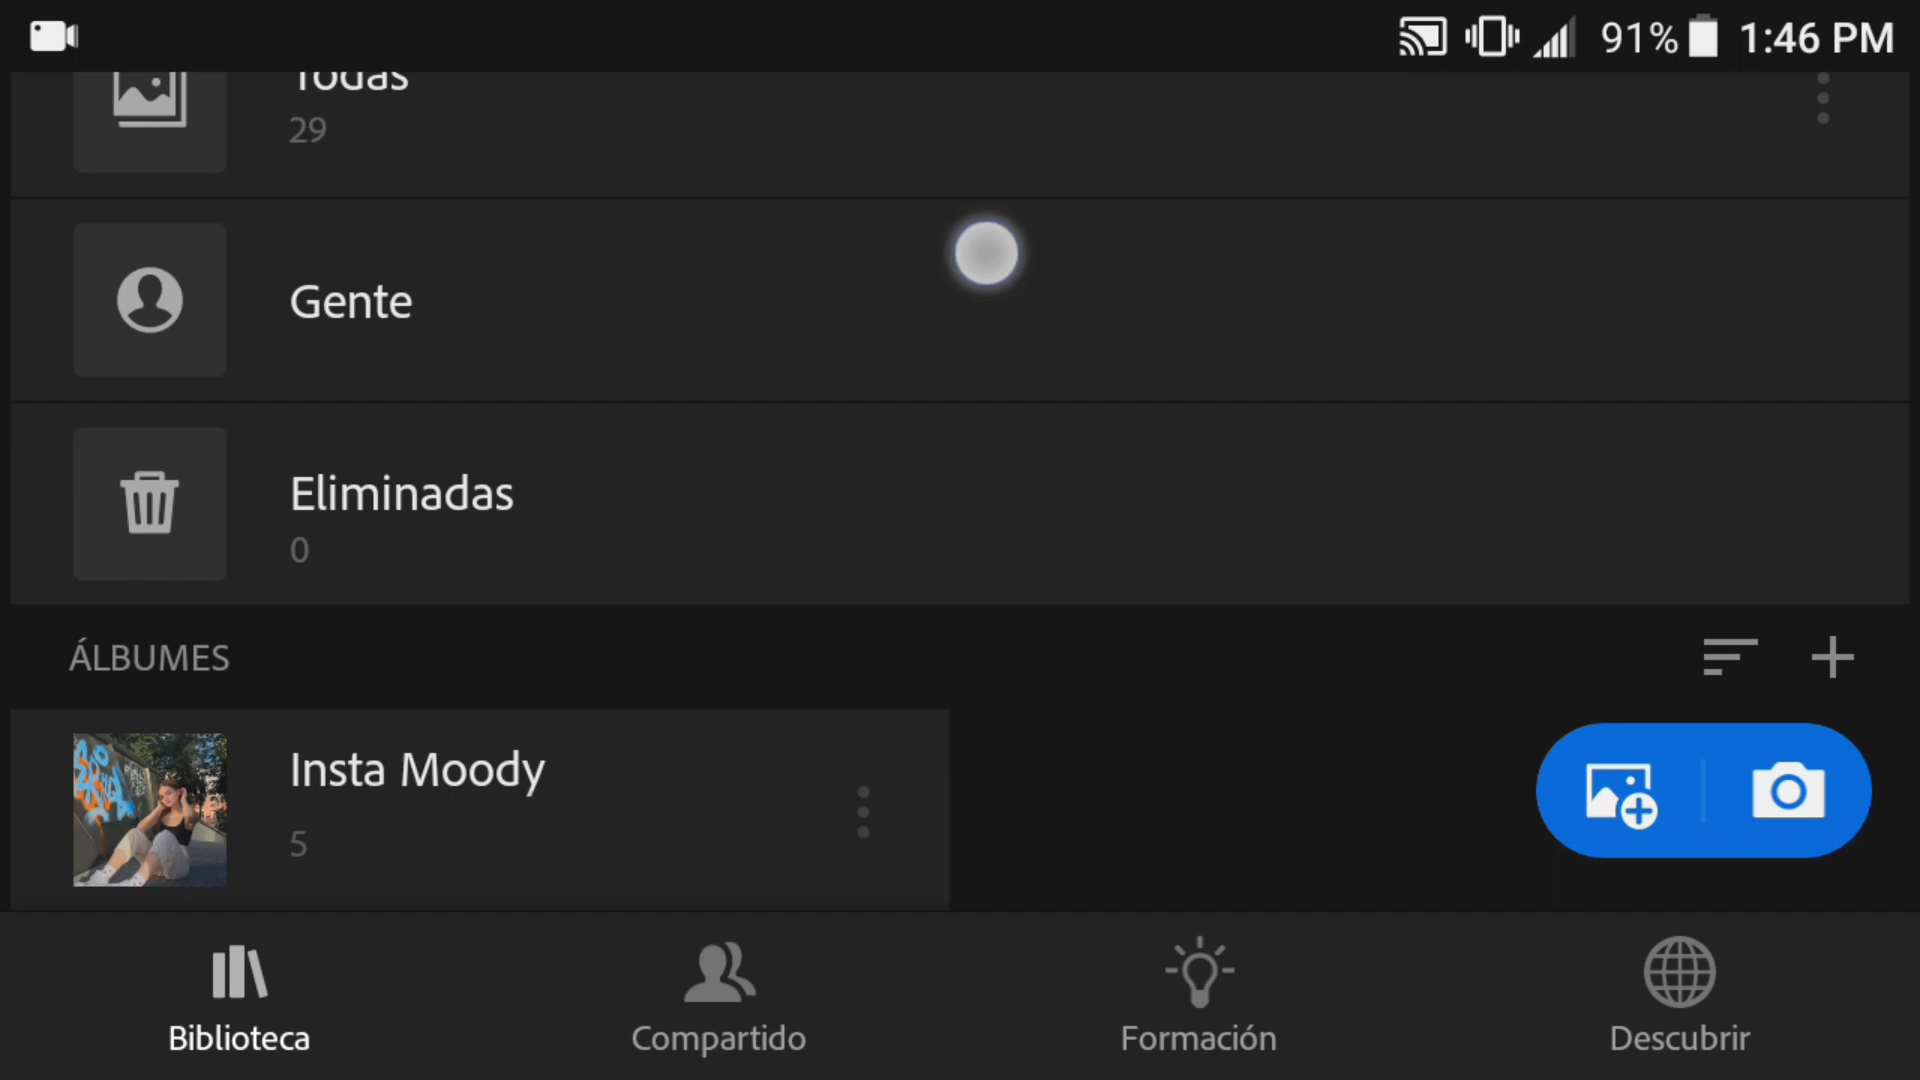 91% 1:46 PM
Todas
29
Gente
Eliminadas
0
ÁLBUMES
Insta Moody
5
Biblioteca
Compartido
Formación
Descubrir